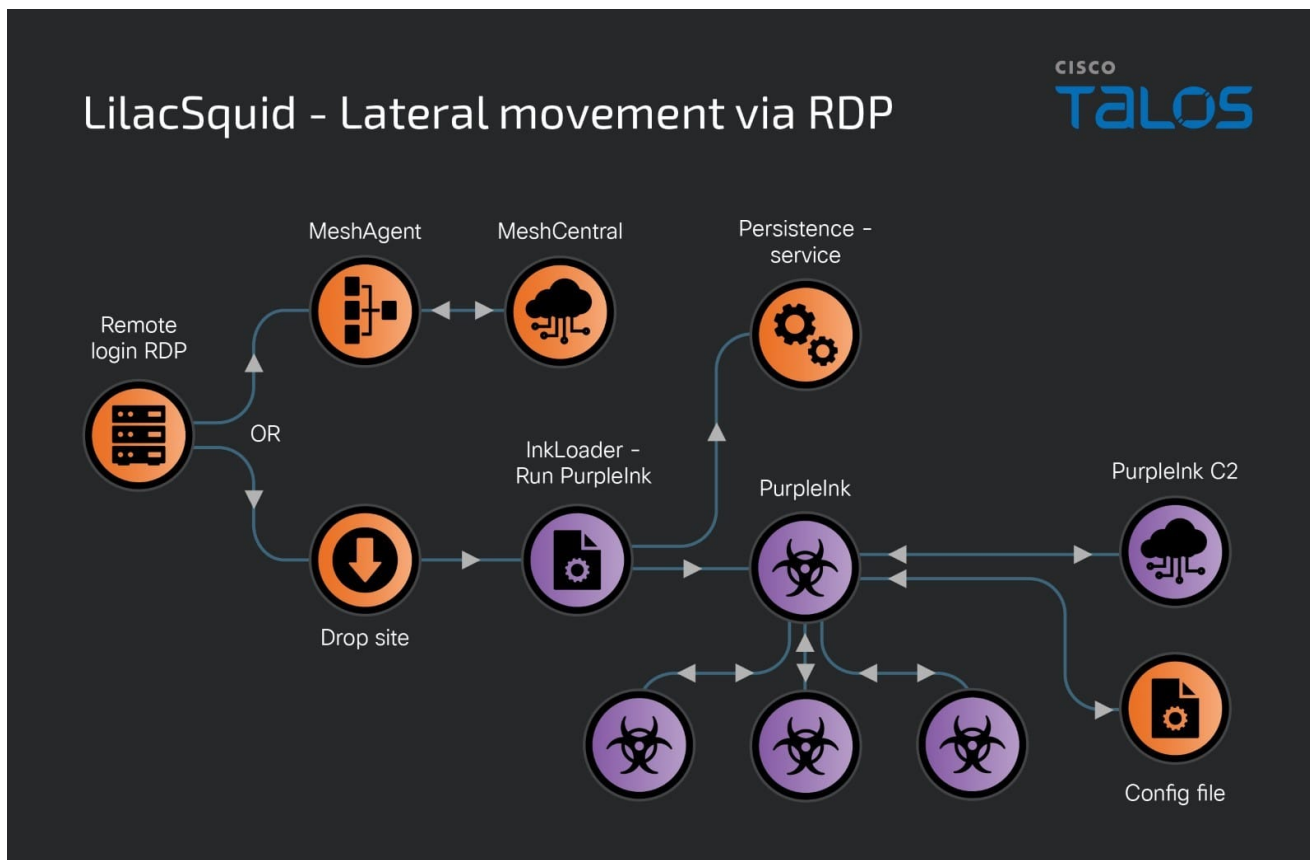 CISCO
TALOS
LilacSquid - Lateral movement via RDP
MeshAgent
MeshCentral
Persistence -
service
Remote
login RDP
OR
InkLoader -
Run PurpleInk
PurpleInk
PurpleInk C2
Drop site
Config file